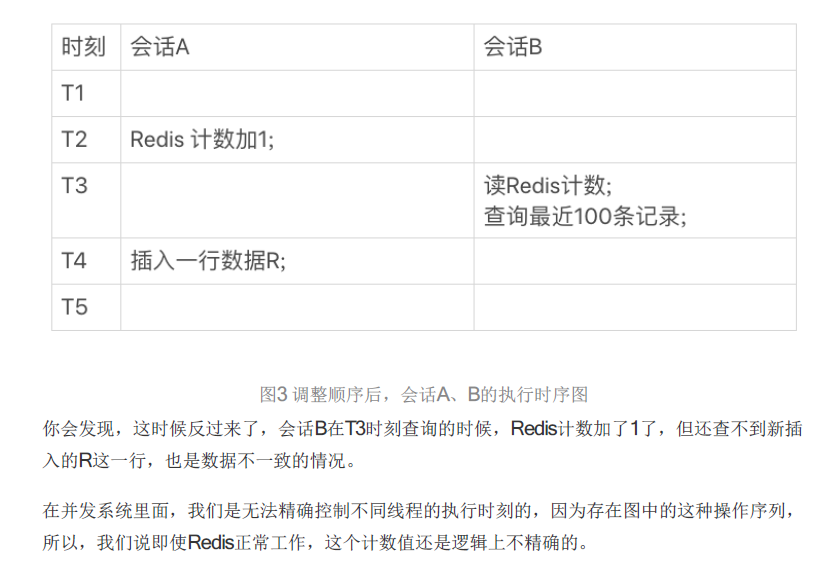 时刻 会话A 会话B
T1
T2 Redis 计数加1;
T3 读Redis计数;
查询最近100条记录;
T4 插入一行数据R;
T5
图3 调整顺序后，会话A、B的执行时序图
你会发现，这时候反过来了，会话B在T3时刻查询的时候，Redis计数加了1了，但还查不到新插
入的R这一行，也是数据不一致的情况。
在并发系统里面，我们是无法精确控制不同线程的执行时刻的，因为存在图中的这种操作序列，
所以，我们说即使Redis正常工作，这个计数值还是逻辑上不精确的。